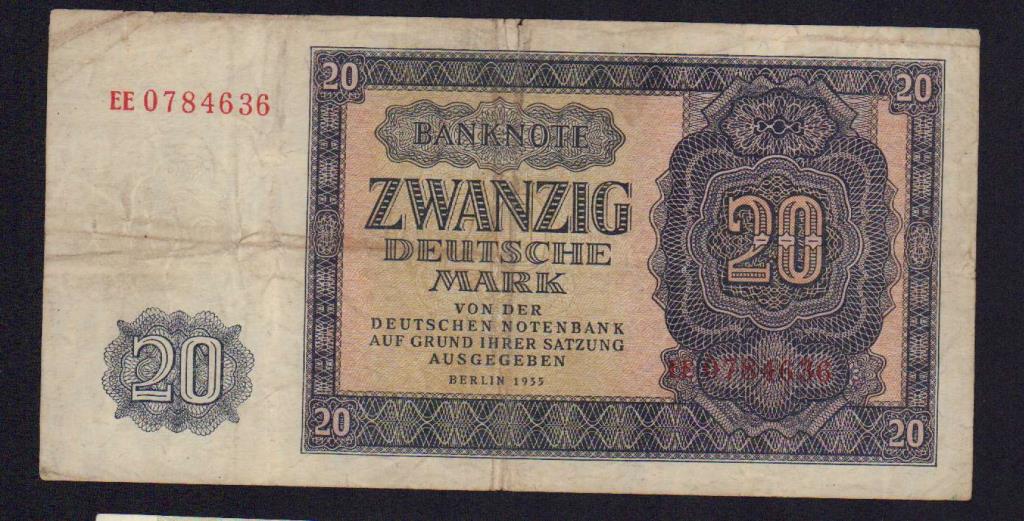 EE 0784636
20
20
BANKNOTE
ZWANZIG
DEUTSCHE
MARK
VON DER
DEUTSCHEN NOTENBANK
AUF GRUND IHRER SATZUNG
AUSGEGEBEN
BERLIN 1955
20
EE 0784636
20
20
20